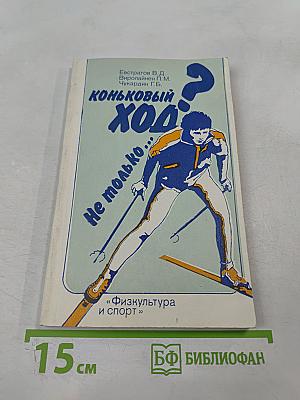 Евстратов В.Д.
Виролайнен П.М.
Чукардин Г.Б.
КОНЬКОВЫЙ
ХОД?
Не только...
«Физкультура
и спорт»
15 см
БФ БИБЛИОФАН